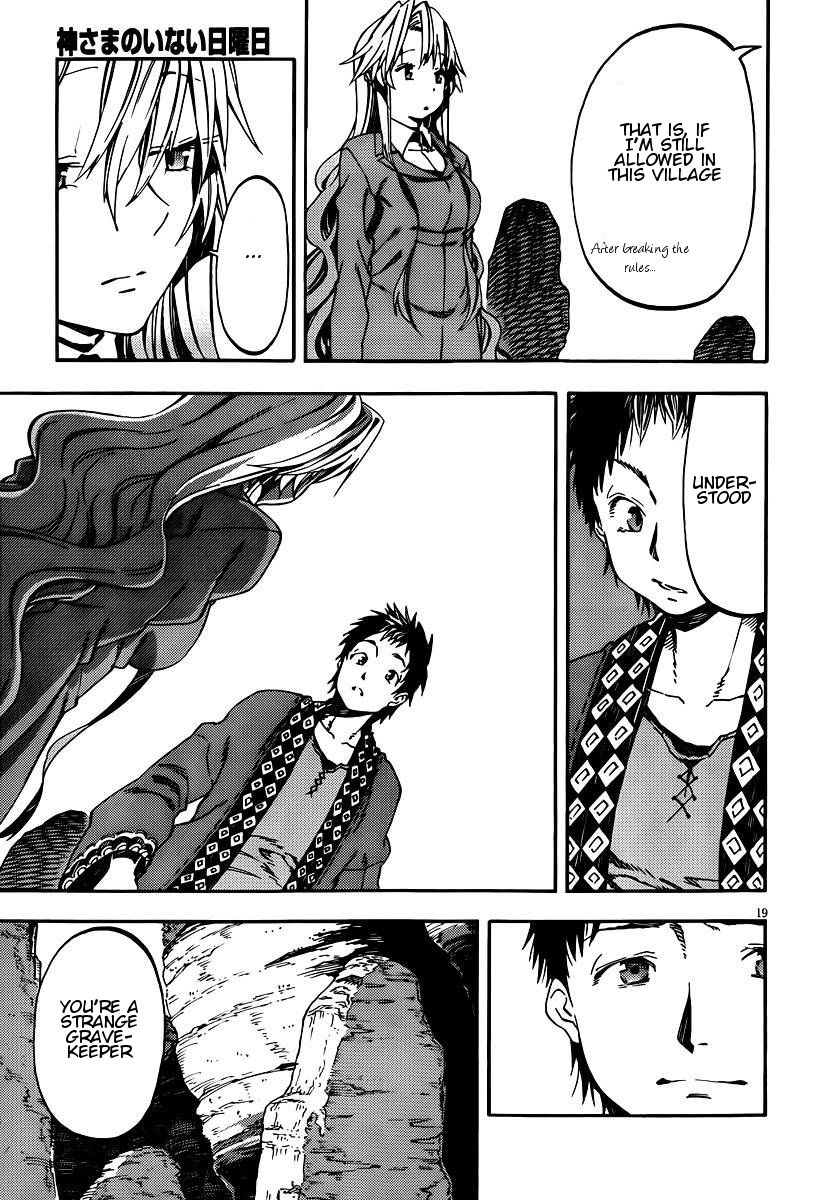 神さまのいない日曜日
THAT IS, IF
I'M STILL
ALLOWED IN
THIS VILLAGE
After breaking the
rules...
...
UNDER-
STOOD
19
YOU'RE A
STRANGE
GRAVE-
KEEPER